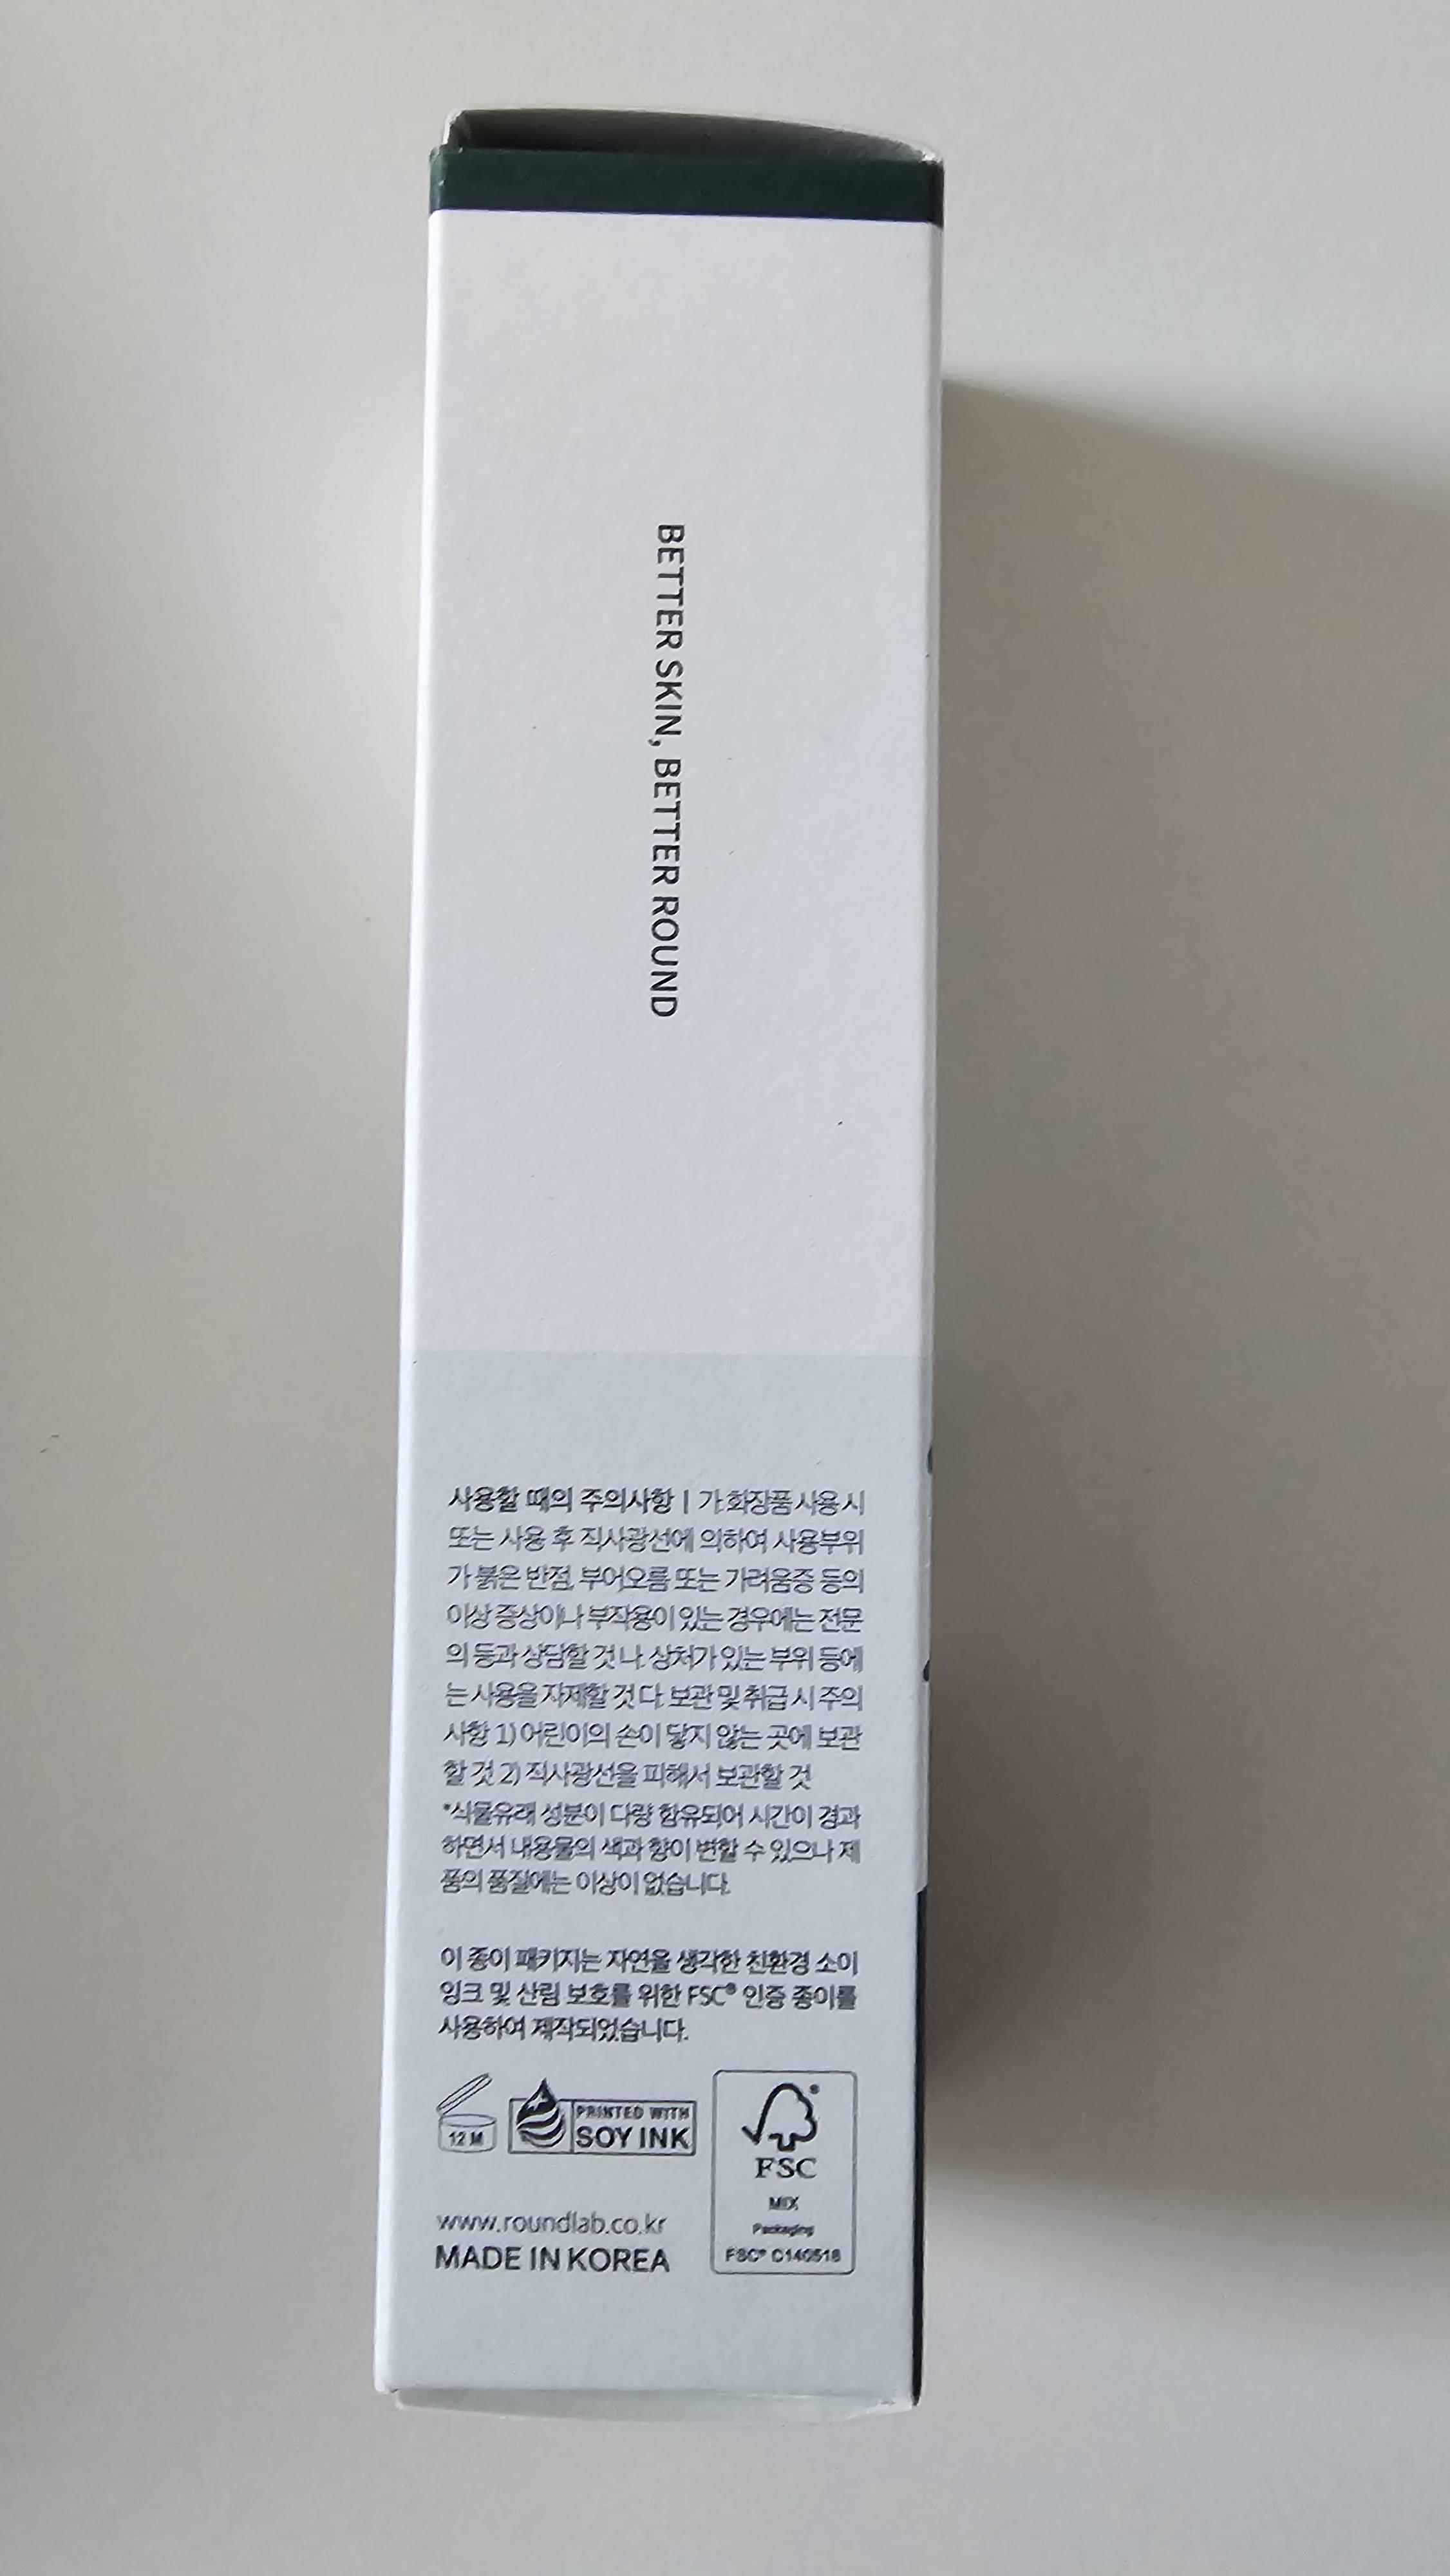 BETTER SKIN, BETTER ROUND
사용할 때의 주의사항 | 가.화장품 사용 시
또는 사용 후 직사광선에 의하여 사용부위
가 붉은 반점, 부어오름 또는 가려움증 등의
이상 증상이나 부작용이 있는 경우에는 전문
의 등과 상담할 것 나. 상처가 있는 부위 등에
는 사용을 자제할 것 다. 보관 및 취급 시 주의
사항 1) 어린이의 손이 닿지 않는 곳에 보관
할 것 2) 직사광선을 피해서 보관할 것
*식물유래 성분이 다량 함유되어 시간이 경과
하면서 내용물의 색과 향이 변할 수 있으나 제
품의 품질에는 이상이 없습니다.
이 종이 패키지는 자연을 생각한 친환경 소이
잉크 및 산림 보호를 위한 FSC® 인증 종이를
사용하여 제작되었습니다.
12 M
PRINTED WITH
SOY INK
®
FSC
MIX
Packaging
FSC® C140518
www.roundlab.co.kr
MADE IN KOREA